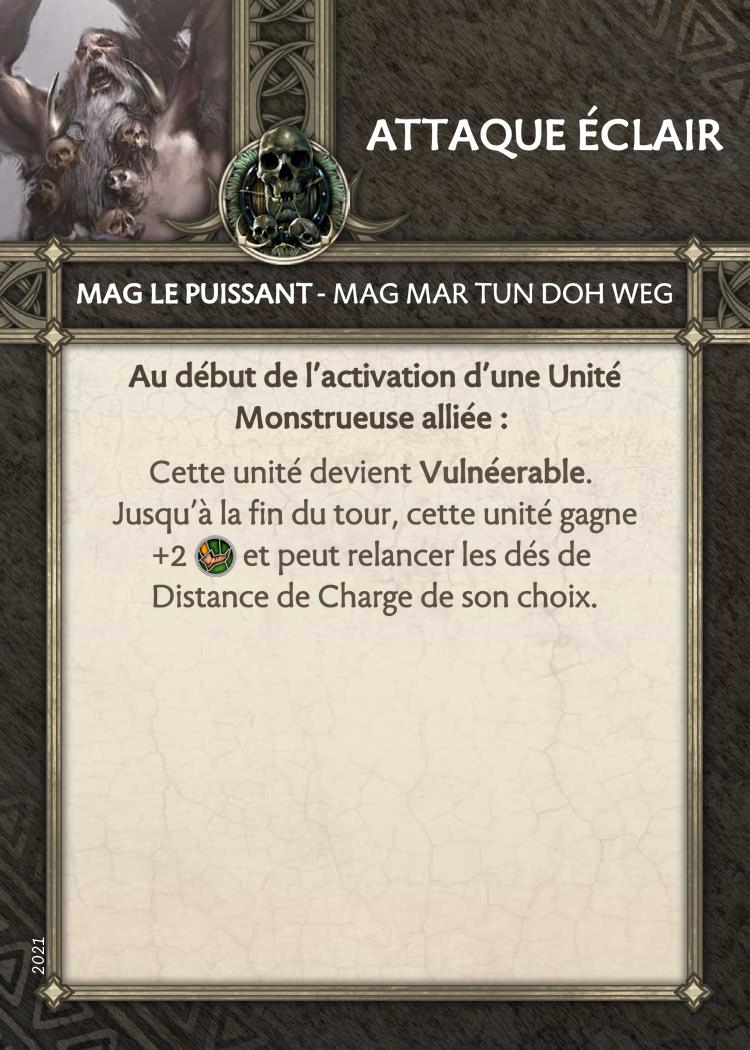 ATTAQUE ÉCLAIR
MAG LE PUISSANT - MAG MAR TUN DOH WEG
Au début de l'activation d'une Unité
Monstrueuse alliée :
Cette unité devient Vulnéerable.
Jusqu'à la fin du tour, cette unité gagne
+2 et peut relancer les dés de
Distance de Charge de son choix.
2021